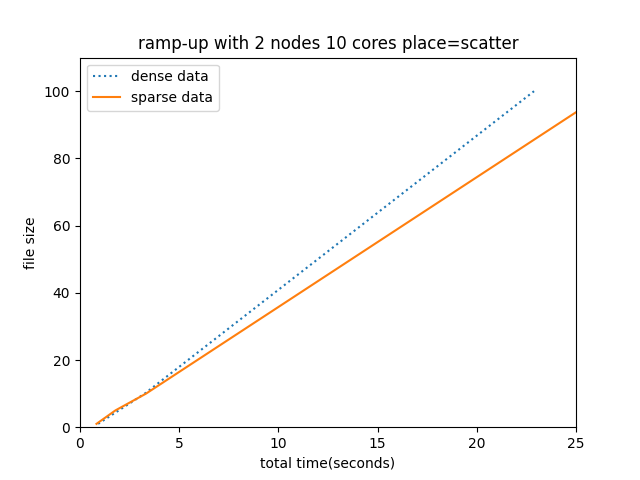 ramp-up with 2 nodes 10 cores place=scatter
dense data
sparse data
100
80
60
40
20
0
file size
0 5 10 15 20 25
total time(seconds)